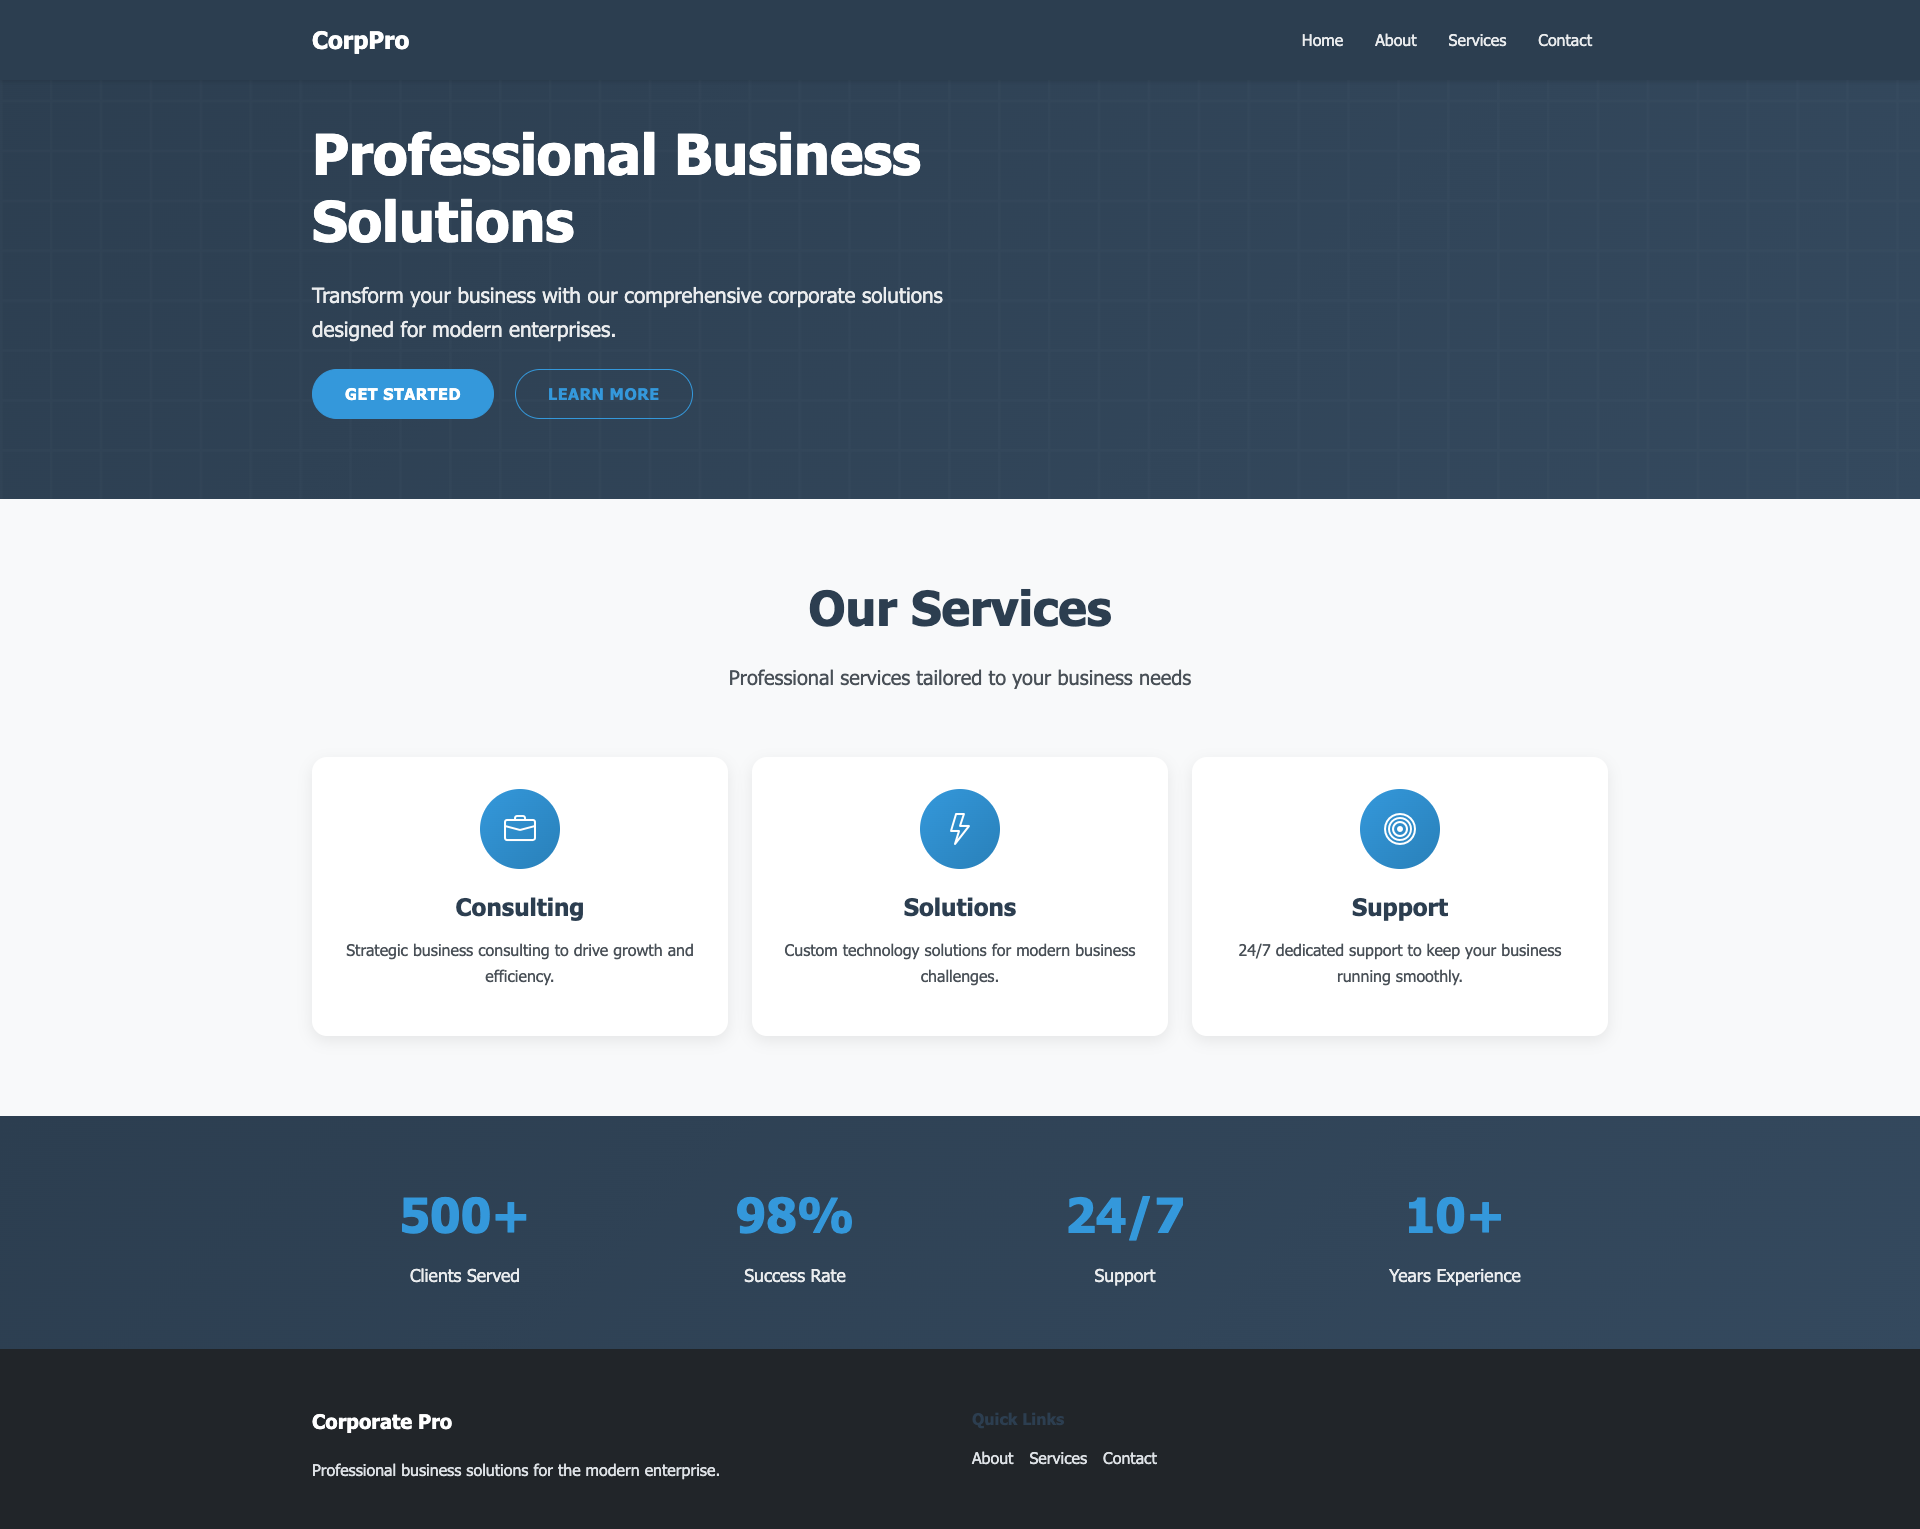 CorpPro
Home About Services Contact
Professional Business
Solutions
Transform your business with our comprehensive corporate solutions
designed for modern enterprises.
GET STARTED LEARN MORE
Our Services
Professional services tailored to your business needs
Consulting
Strategic business consulting to drive growth and
efficiency.
Solutions
Custom technology solutions for modern business
challenges.
Support
24/7 dedicated support to keep your business
running smoothly.
500+
Clients Served
98%
Success Rate
24/7
Support
10+
Years Experience
Corporate Pro
Professional business solutions for the modern enterprise.
Quick Links
About Services Contact